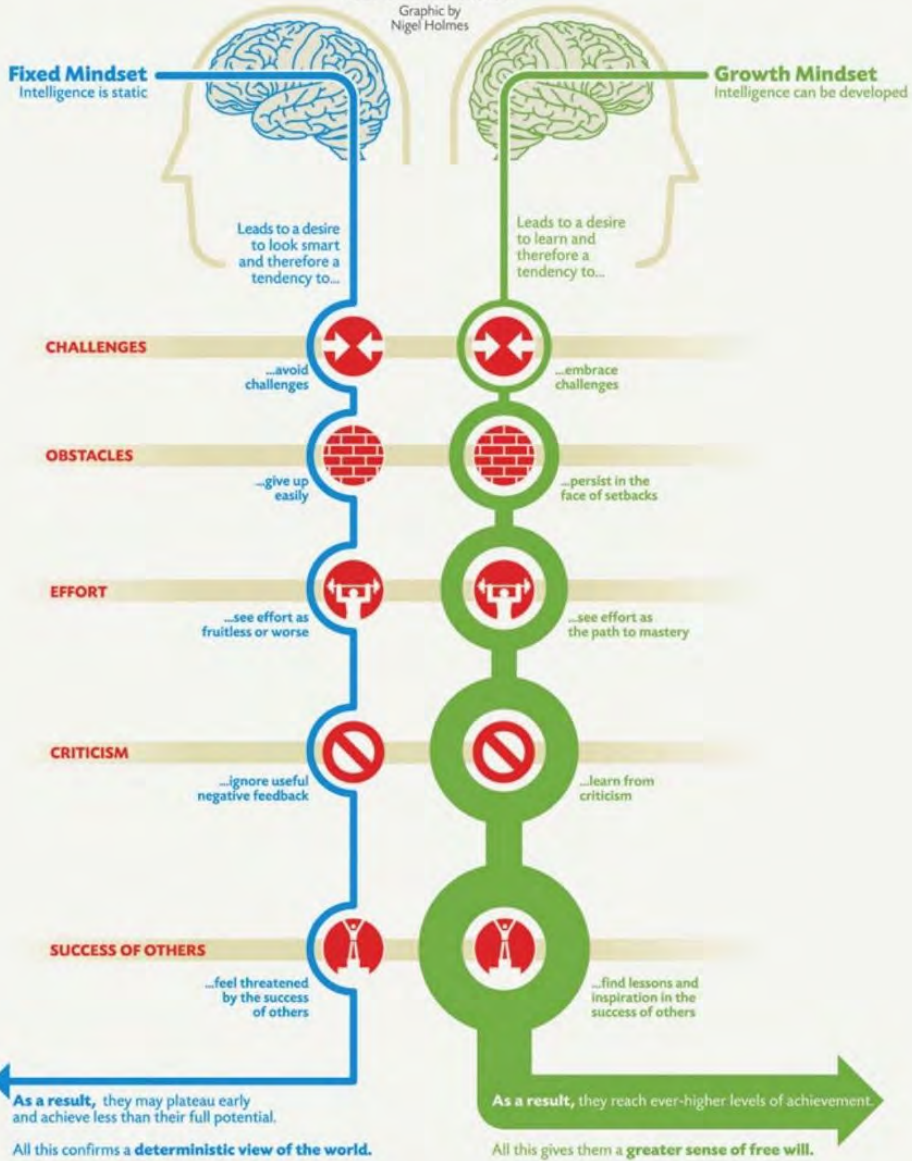 Graphic by
Nigel Holmes
Fixed Mindset
Intelligence is static
Growth Mindset
Intelligence can be developed
Leads to a desire
to look smart
and therefore a
tendency to...
Leads to a desire
to learn and
therefore a
tendency to...
CHALLENGES
...avoid
challenges
...embrace
challenges
OBSTACLES
...give up
easily
...persist in the
face of setbacks
EFFORT
...see effort as
fruitless or worse
...see effort as
the path to mastery
CRITICISM
...ignore useful
negative feedback
...learn from
criticism
SUCCESS OF OTHERS
...feel threatened
by the success
of others
...find lessons and
inspiration in the
success of others
As a result, they may plateau early
and achieve less than their full potential.
All this confirms a deterministic view of the world.
As a result, they reach ever-higher levels of achievement.
All this gives them a greater sense of free will.